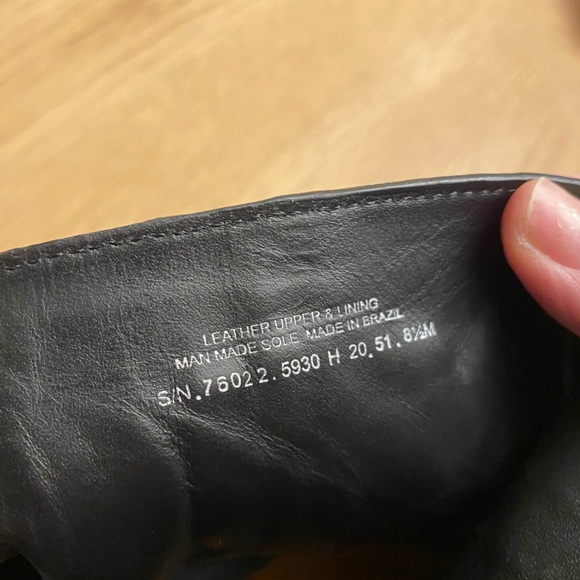 LEATHER UPPER & LINING
MAN MADE SOLE MADE IN BRAZIL
S/N.76022.5930 H 20.51.8½M